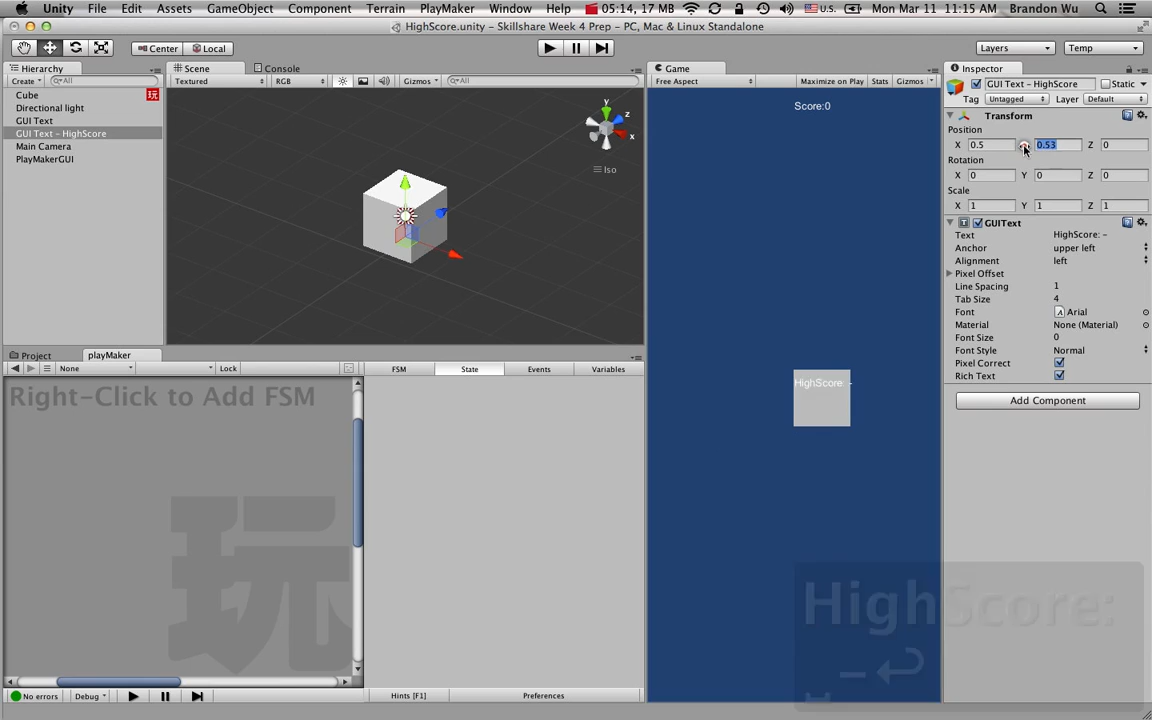 Unity File Edit Assets GameObject Component Terrain PlayMaker Window Help 05:14, 17 MB U.S. Mon Mar 11 11:15 AM Brandon Wu
HighScore.unity - Skillshare Week 4 Prep - PC, Mac & Linux Standalone
Center Local Layers Temp
Hierarchy Scene Console Game Inspector
Create All Textured RGB Gizmos All Free Aspect Maximize on Play Stats Gizmos GUI Text - HighScore Static
Cube 玩
Directional light
GUI Text
GUI Text - HighScore
Main Camera
PlayMakerGUI
y
z
x
Iso
Score:0
HighScore: -
Tag Untagged Layer Default
Transform
Position
X 0.5 0.53 Z 0
Rotation
X 0 Y 0 Z 0
Scale
X 1 Y 1 Z 1
GUIText
Text HighScore: -
Anchor upper left
Alignment left
Pixel Offset
Line Spacing 1
Tab Size 4
Font A Arial
Material None (Material)
Font Size 0
Font Style Normal
Pixel Correct
Rich Text
Add Component
Project playMaker
None Lock FSM State Events Variables
Right-Click to Add FSM
玩
HighScore:
-
No errors Debug Hints [F1] Preferences